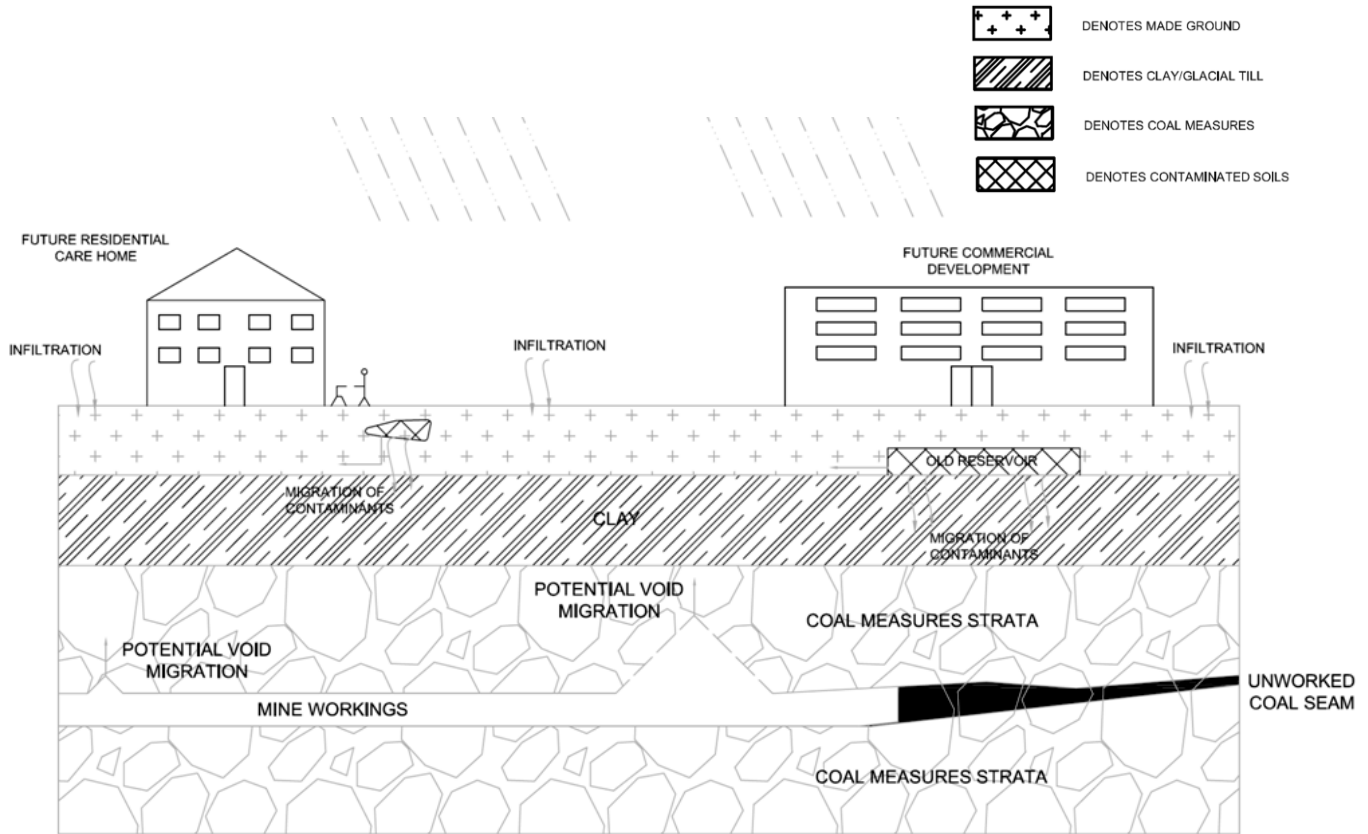 DENOTES MADE GROUND
DENOTES CLAY/GLACIAL TILL
DENOTES COAL MEASURES
DENOTES CONTAMINATED SOILS
FUTURE RESIDENTIAL
CARE HOME
FUTURE COMMERCIAL
DEVELOPMENT
INFILTRATION
INFILTRATION
INFILTRATION
OLD RESERVOIR
MIGRATION OF
CONTAMINANTS
CLAY
MIGRATION OF
CONTAMINANTS
POTENTIAL VOID
MIGRATION
COAL MEASURES STRATA
POTENTIAL VOID
MIGRATION
UNWORKED
COAL SEAM
MINE WORKINGS
COAL MEASURES STRATA